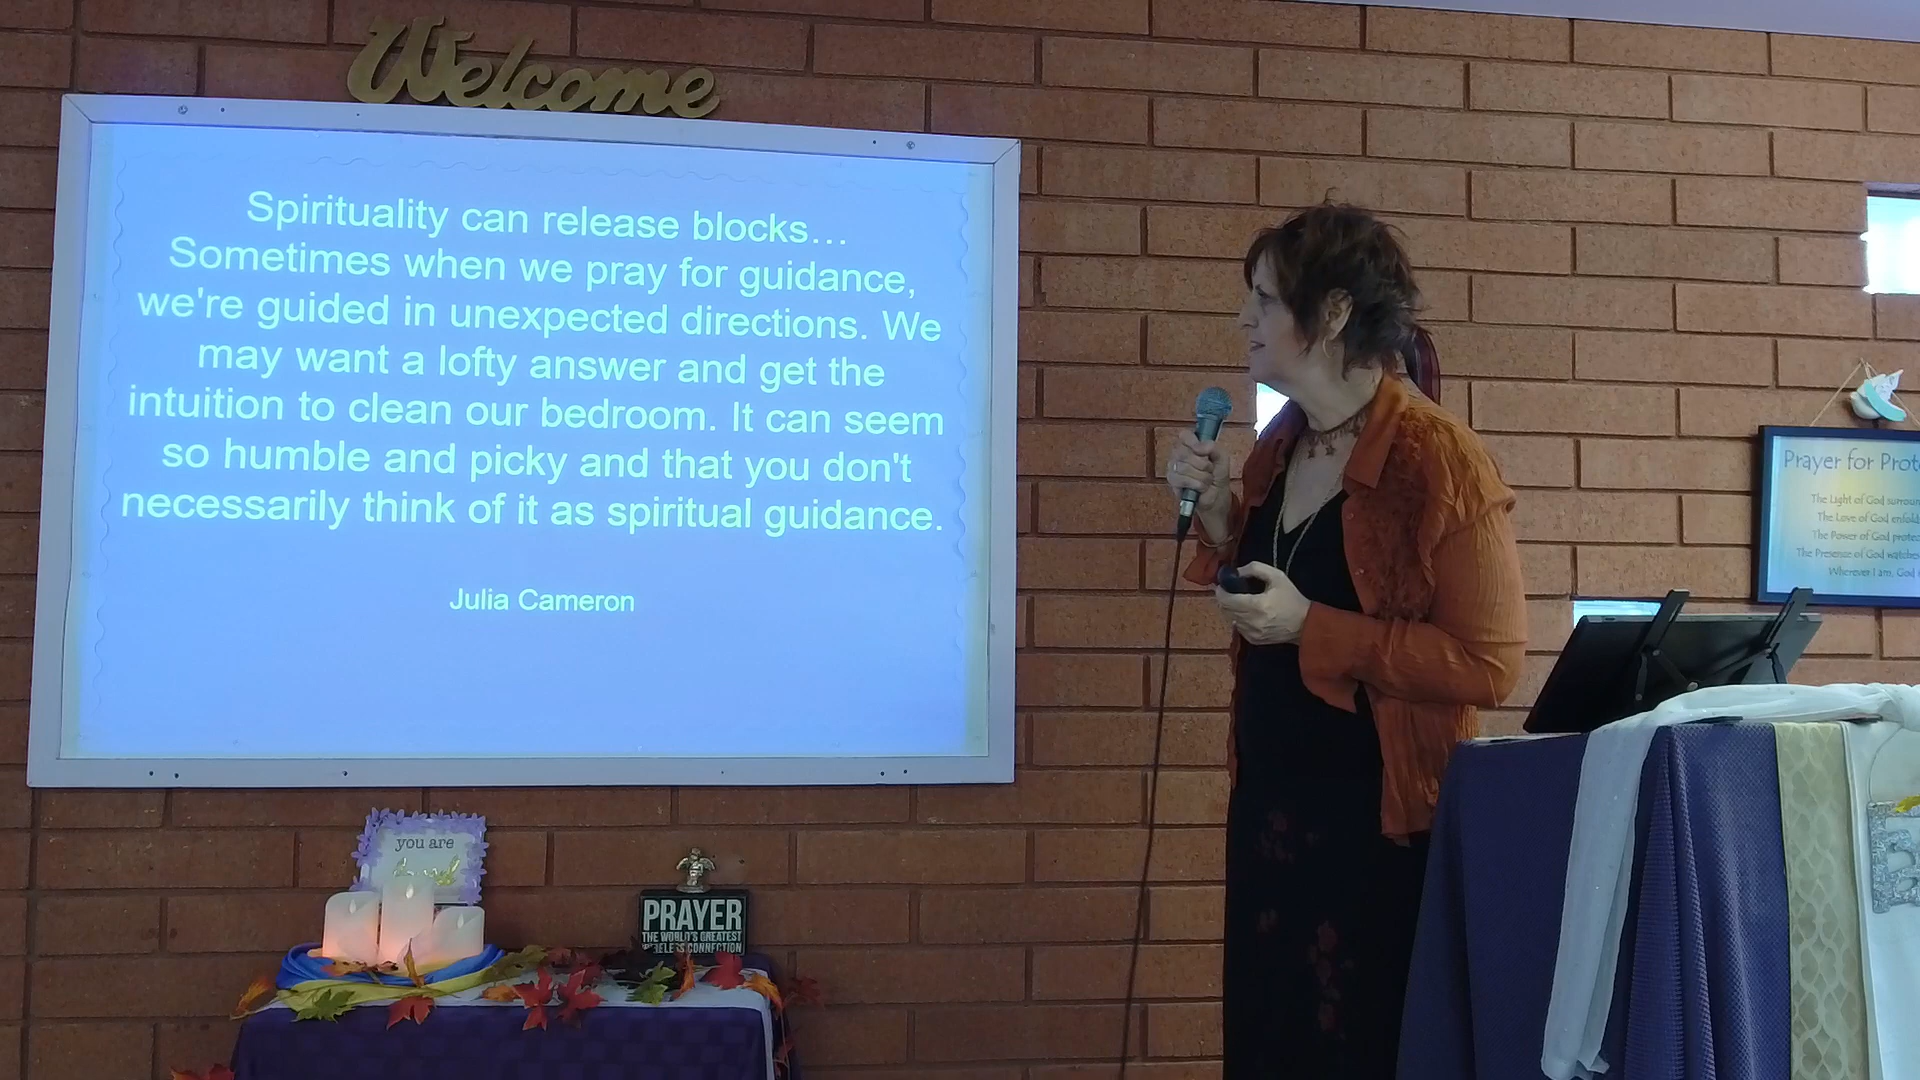 Welcome
Spirituality can release blocks…
Sometimes when we pray for guidance,
we're guided in unexpected directions. We
may want a lofty answer and get the
intuition to clean our bedroom. It can seem
so humble and picky and that you don't
necessarily think of it as spiritual guidance.
Julia Cameron
Prayer for
The Light of God
The Love of God
The Power of God
The Presence of God
Wherever I am, God
you are
PRAYER
THE WORLD'S GREATEST
WIRELESS CONNECTION